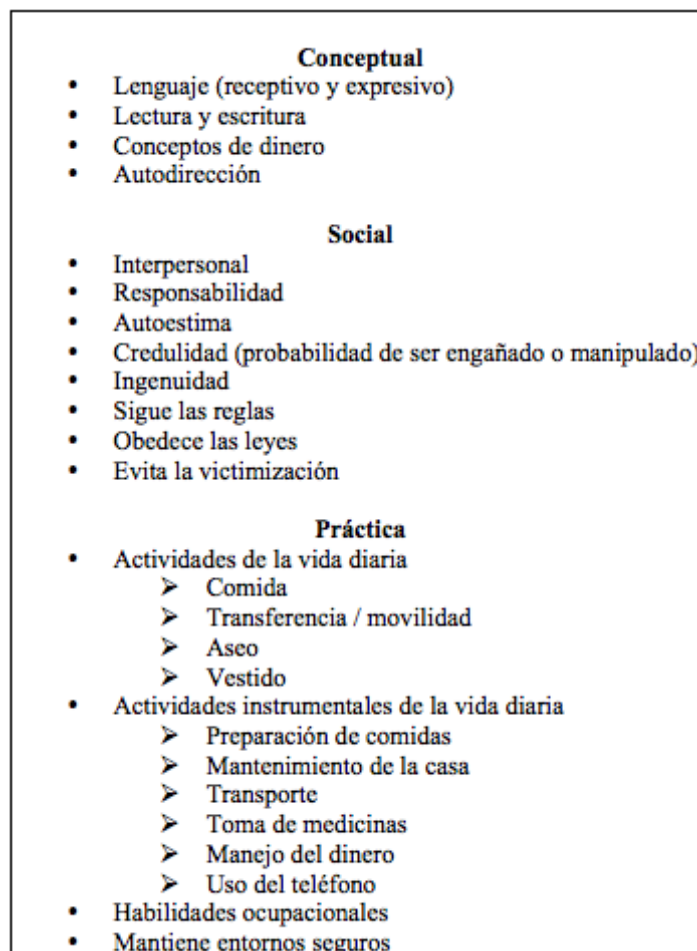 Conceptual
• Lenguaje (receptivo y expresivo)
• Lectura y escritura
• Conceptos de dinero
• Autodirección
Social
• Interpersonal
• Responsabilidad
• Autoestima
• Credulidad (probabilidad de ser engañado o manipulado)
• Ingenuidad
• Sigue las reglas
• Obedece las leyes
• Evita la victimización
Práctica
• Actividades de la vida diaria
➢ Comida
➢ Transferencia / movilidad
➢ Aseo
➢ Vestido
• Actividades instrumentales de la vida diaria
➢ Preparación de comidas
➢ Mantenimiento de la casa
➢ Transporte
➢ Toma de medicinas
➢ Manejo del dinero
➢ Uso del teléfono
• Habilidades ocupacionales
• Mantiene entornos seguros